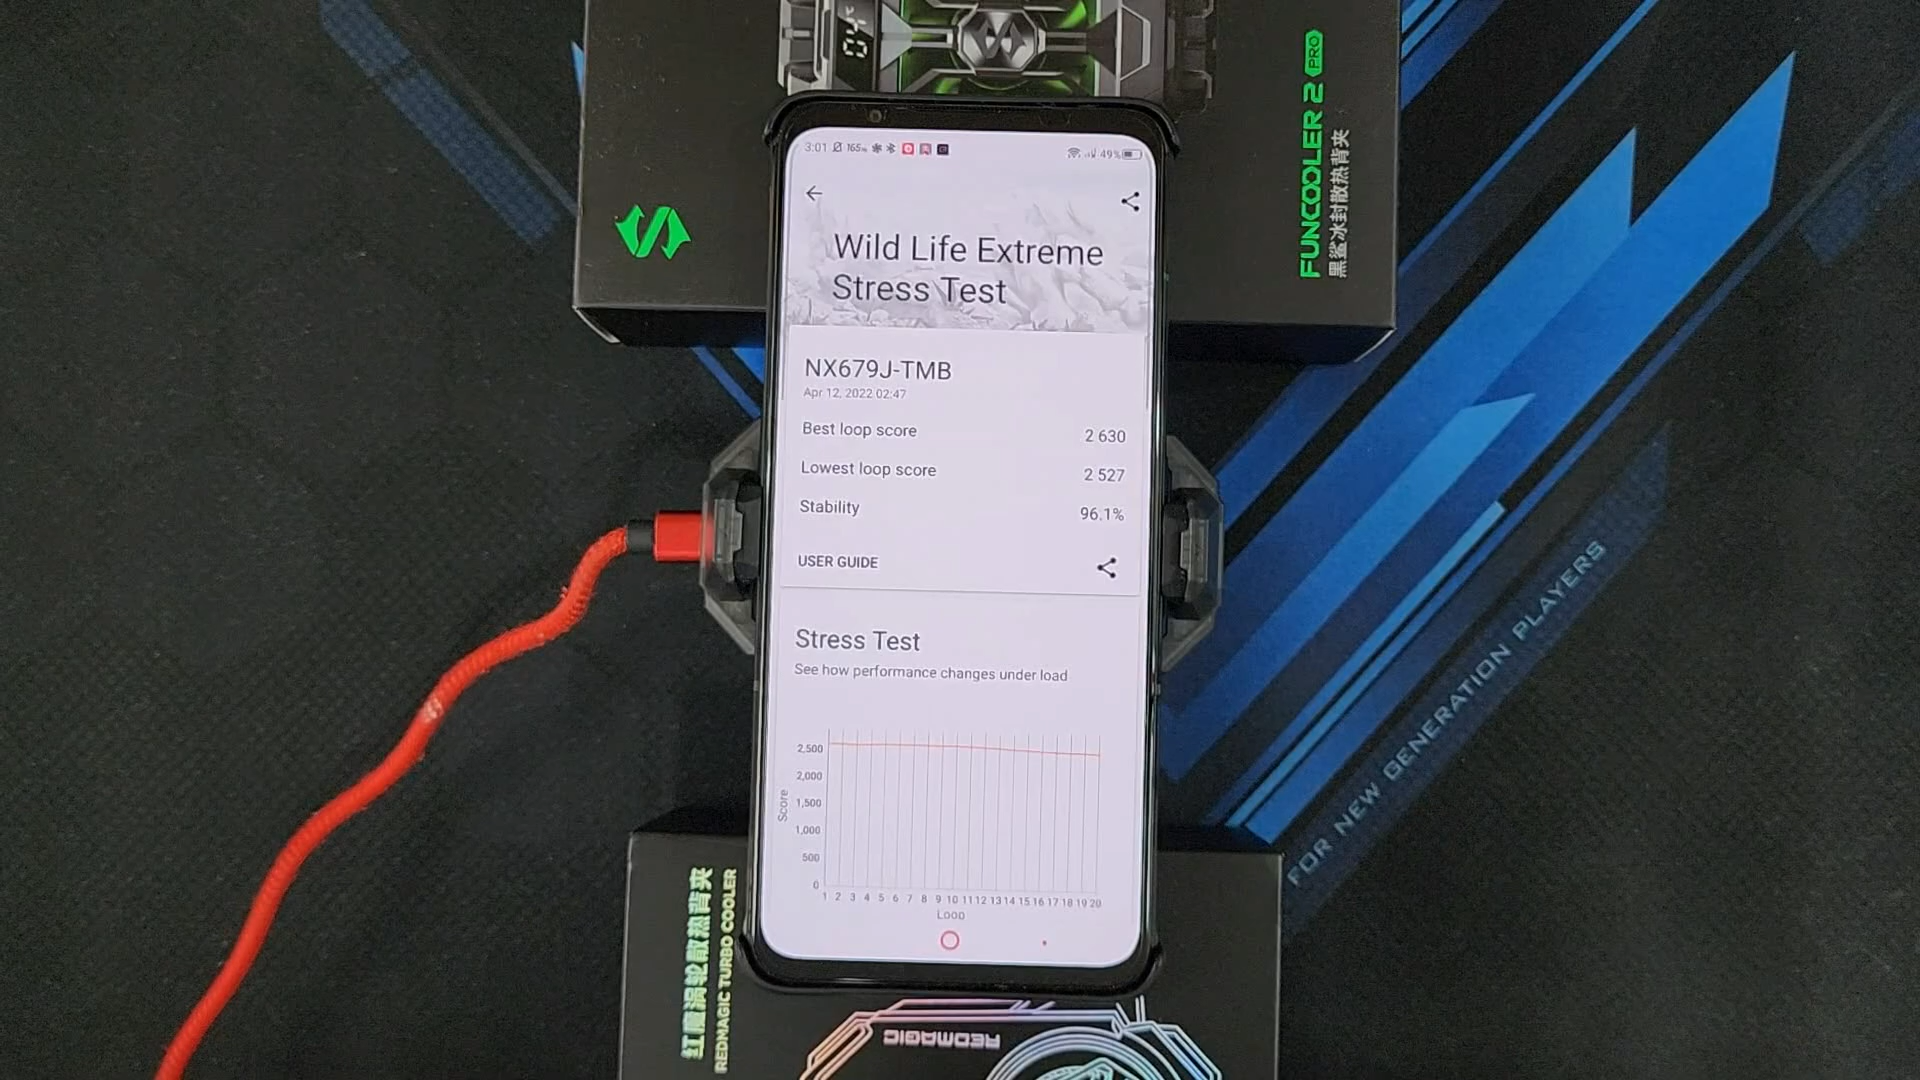 04
FUNCOOLER 2 PRO
黑鲨冰封散热背夹
3:01
165
49%
Wild Life Extreme
Stress Test
NX679J-TMB
Apr 12, 2022 02:47
Best loop score 2 630
Lowest loop score 2 527
Stability 96.1%
USER GUIDE
Stress Test
See how performance changes under load
2,500
2,000
1,500
1,000
500
0
Score
1 2 3 4 5 6 7 8 9 10 11 12 13 14 15 16 17 18 19 20
Loop
FOR NEW GENERATION PLAYERS
红魔涡轮散热背夹
REDMAGIC TURBO COOLER
REDMAGIC